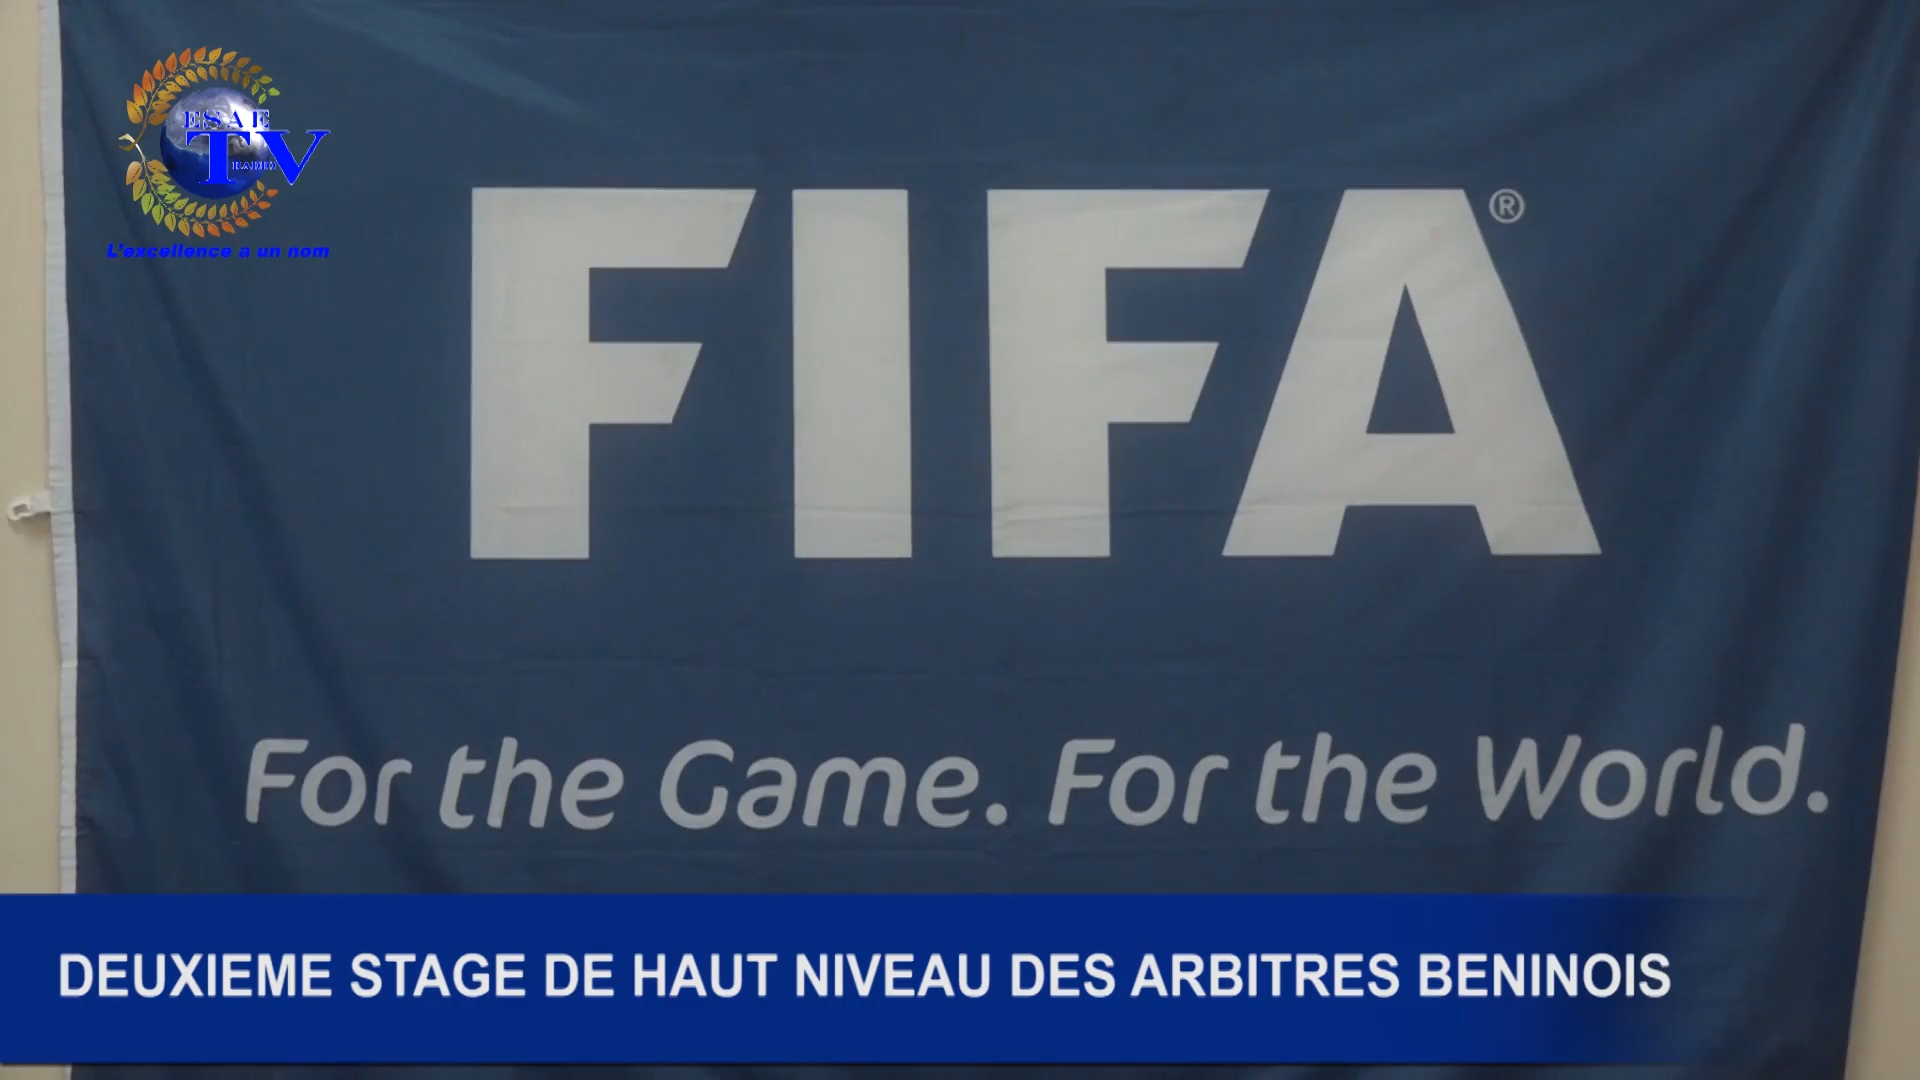 ESAE
TV
RADIO
L'excellence a un nom
FIFA®
For the Game. For the World.
DEUXIEME STAGE DE HAUT NIVEAU DES ARBITRES BENINOIS